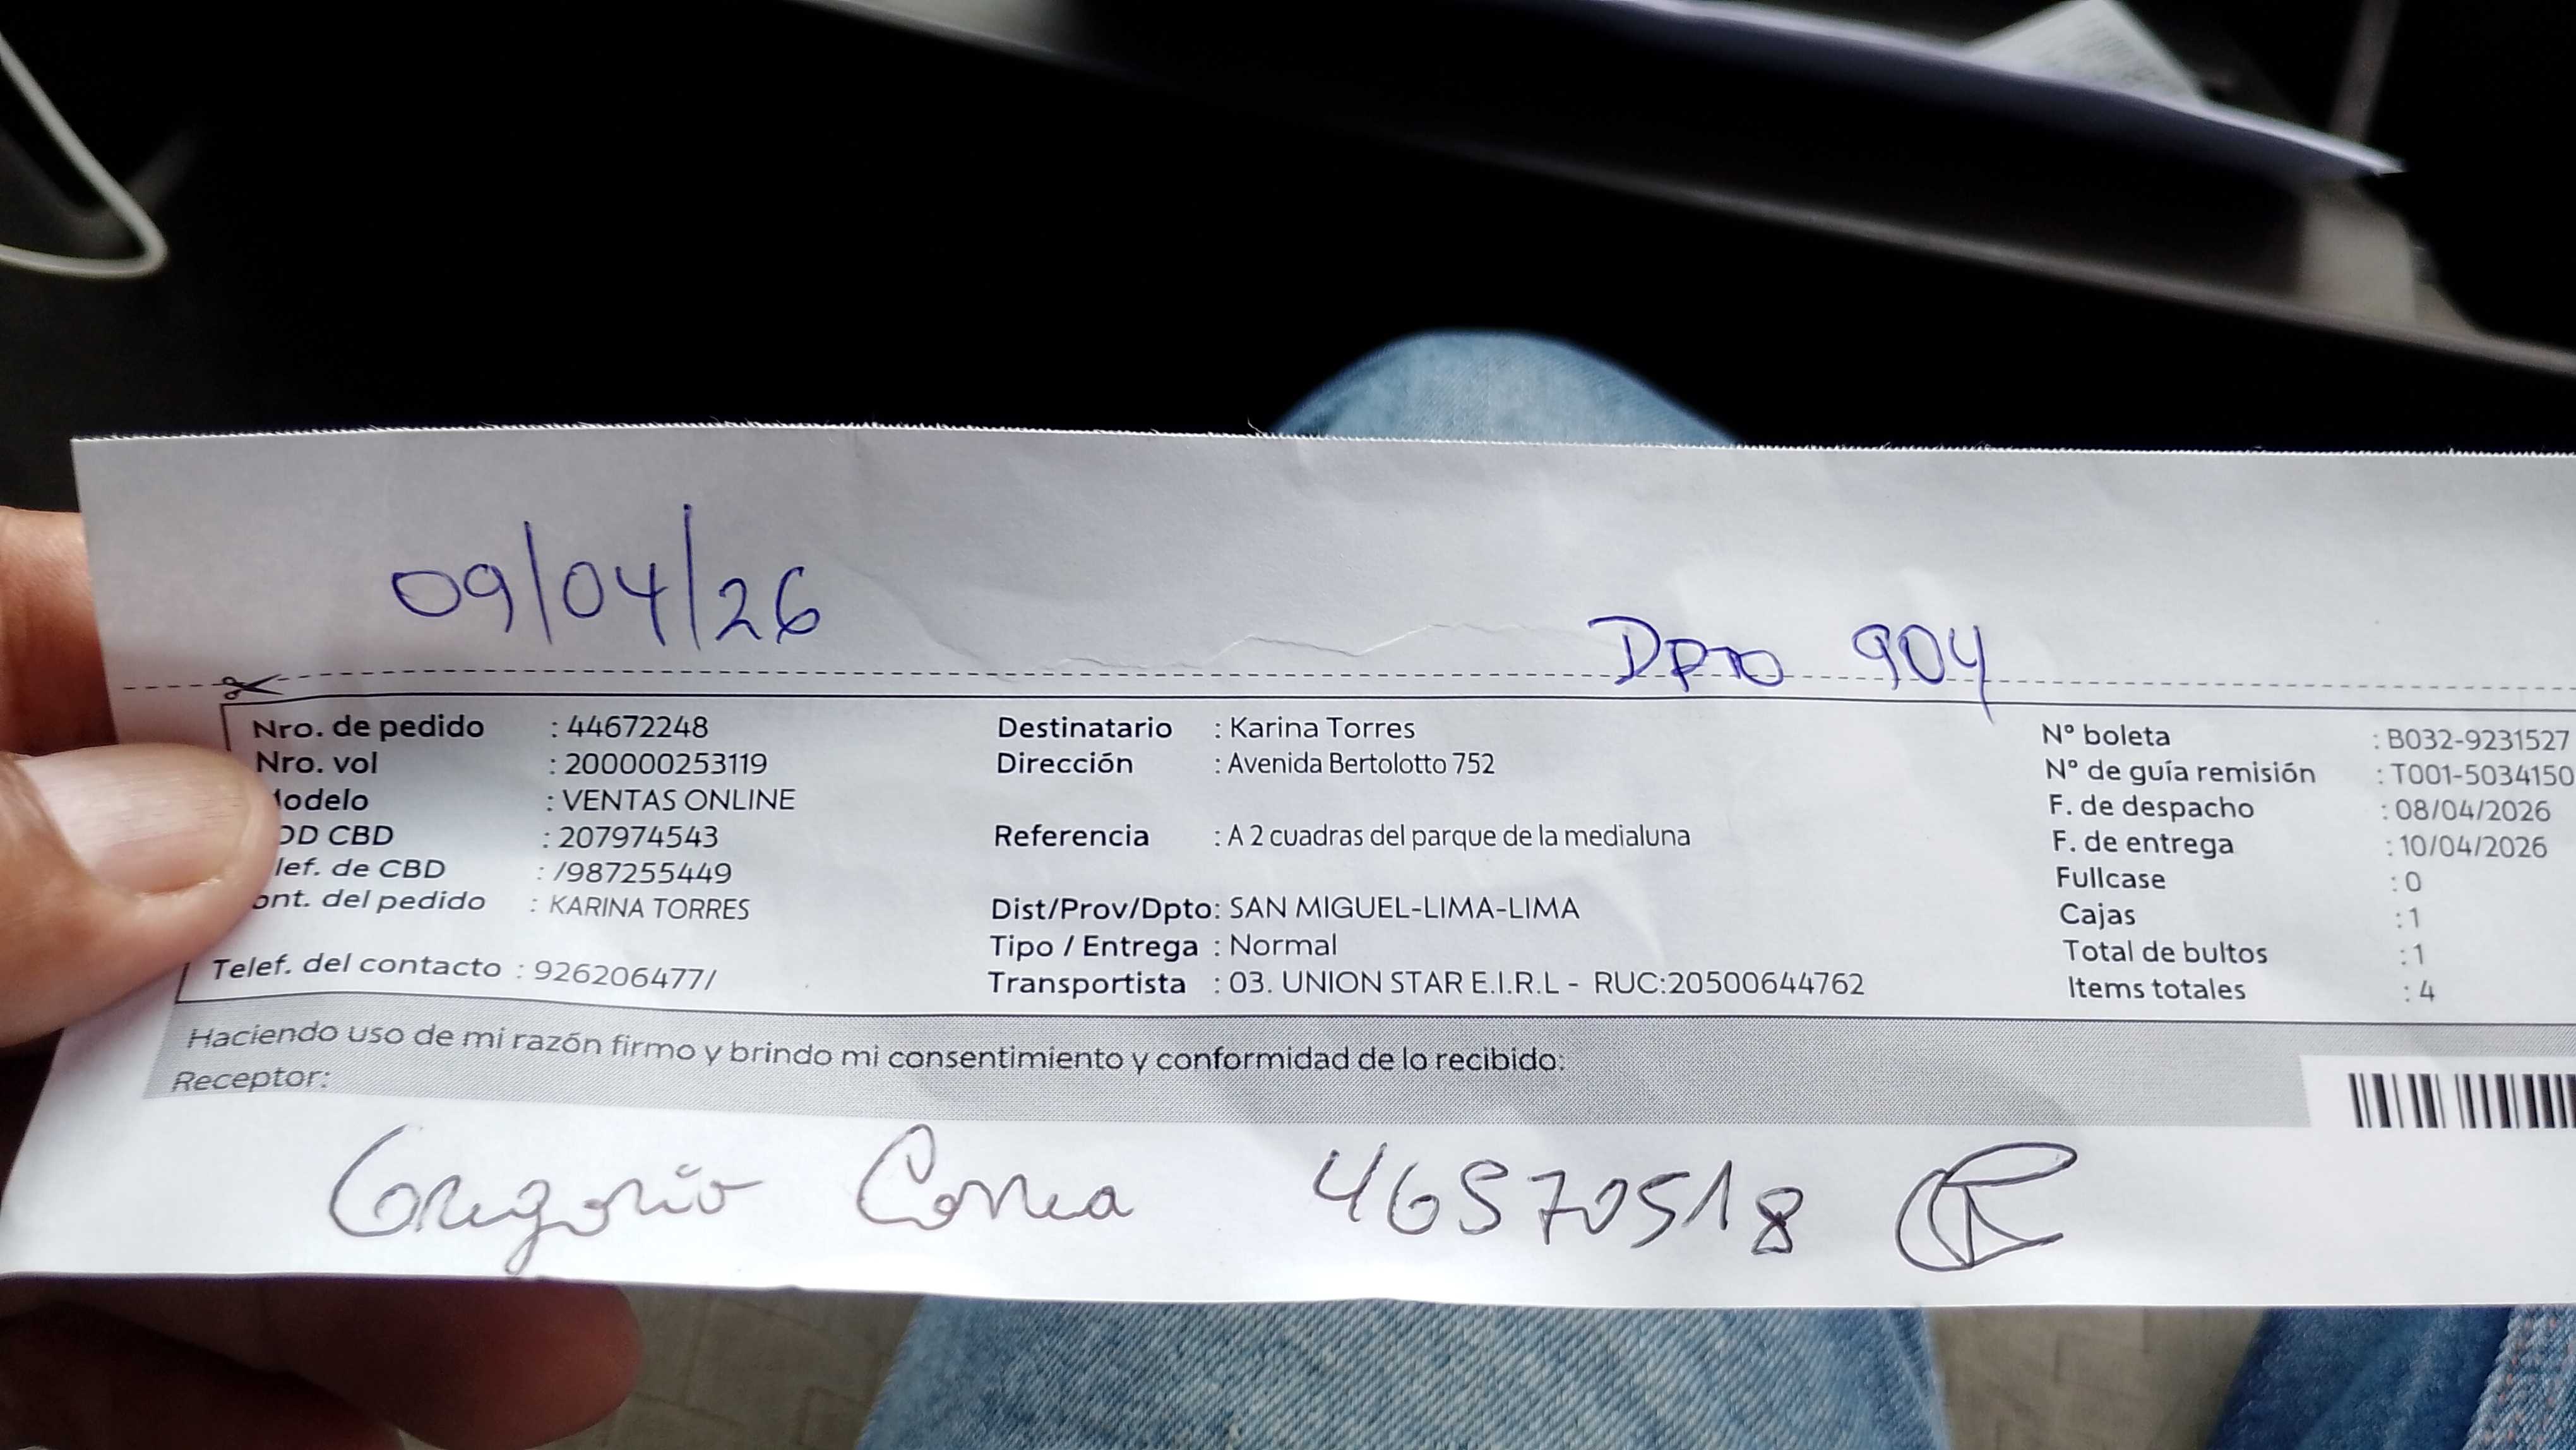 09/04/26
Dpto 904
Nro. de pedido : 44672248
Nro. vol : 200000253119
odelo : VENTAS ONLINE
OD CBD : 207974543
lef. de CBD : /987255449
ont. del pedido : KARINA TORRES
Telef. del contacto : 926206477/
Destinatario : Karina Torres
Dirección : Avenida Bertolotto 752
Referencia : A 2 cuadras del parque de la medialuna
Dist/Prov/Dpto: SAN MIGUEL-LIMA-LIMA
Tipo / Entrega : Normal
Transportista : 03. UNION STAR E.I.R.L - RUC:20500644762
N° boleta : B032-9231527
N° de guía remisión : T001-5034150
F. de despacho : 08/04/2026
F. de entrega : 10/04/2026
Fullcase : 0
Cajas : 1
Total de bultos : 1
Items totales : 4
Haciendo uso de mi razón firmo y brindo mi consentimiento y conformidad de lo recibido:
Receptor:
Gregorio Correa 46570518